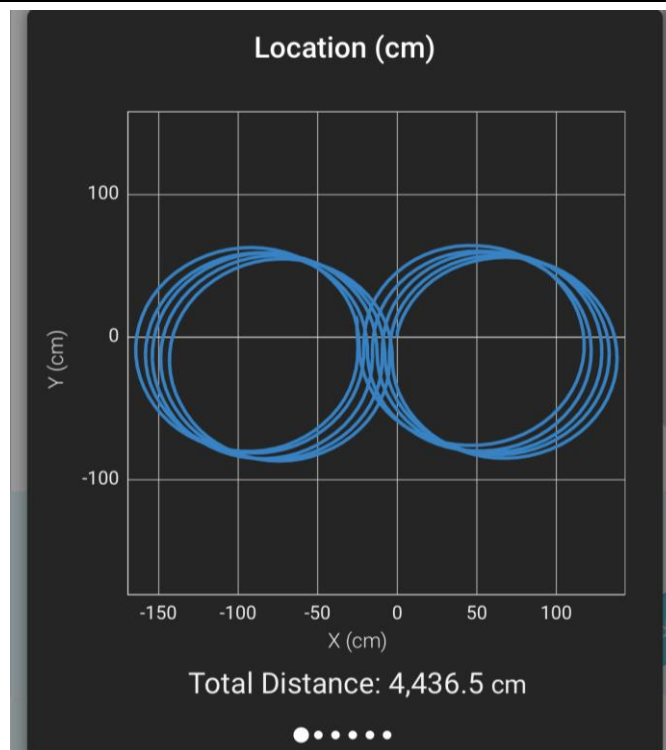 Location (cm)
100
0
-100
Y (cm)
-150 -100 -50 0 50 100
X (cm)
Total Distance: 4,436.5 cm